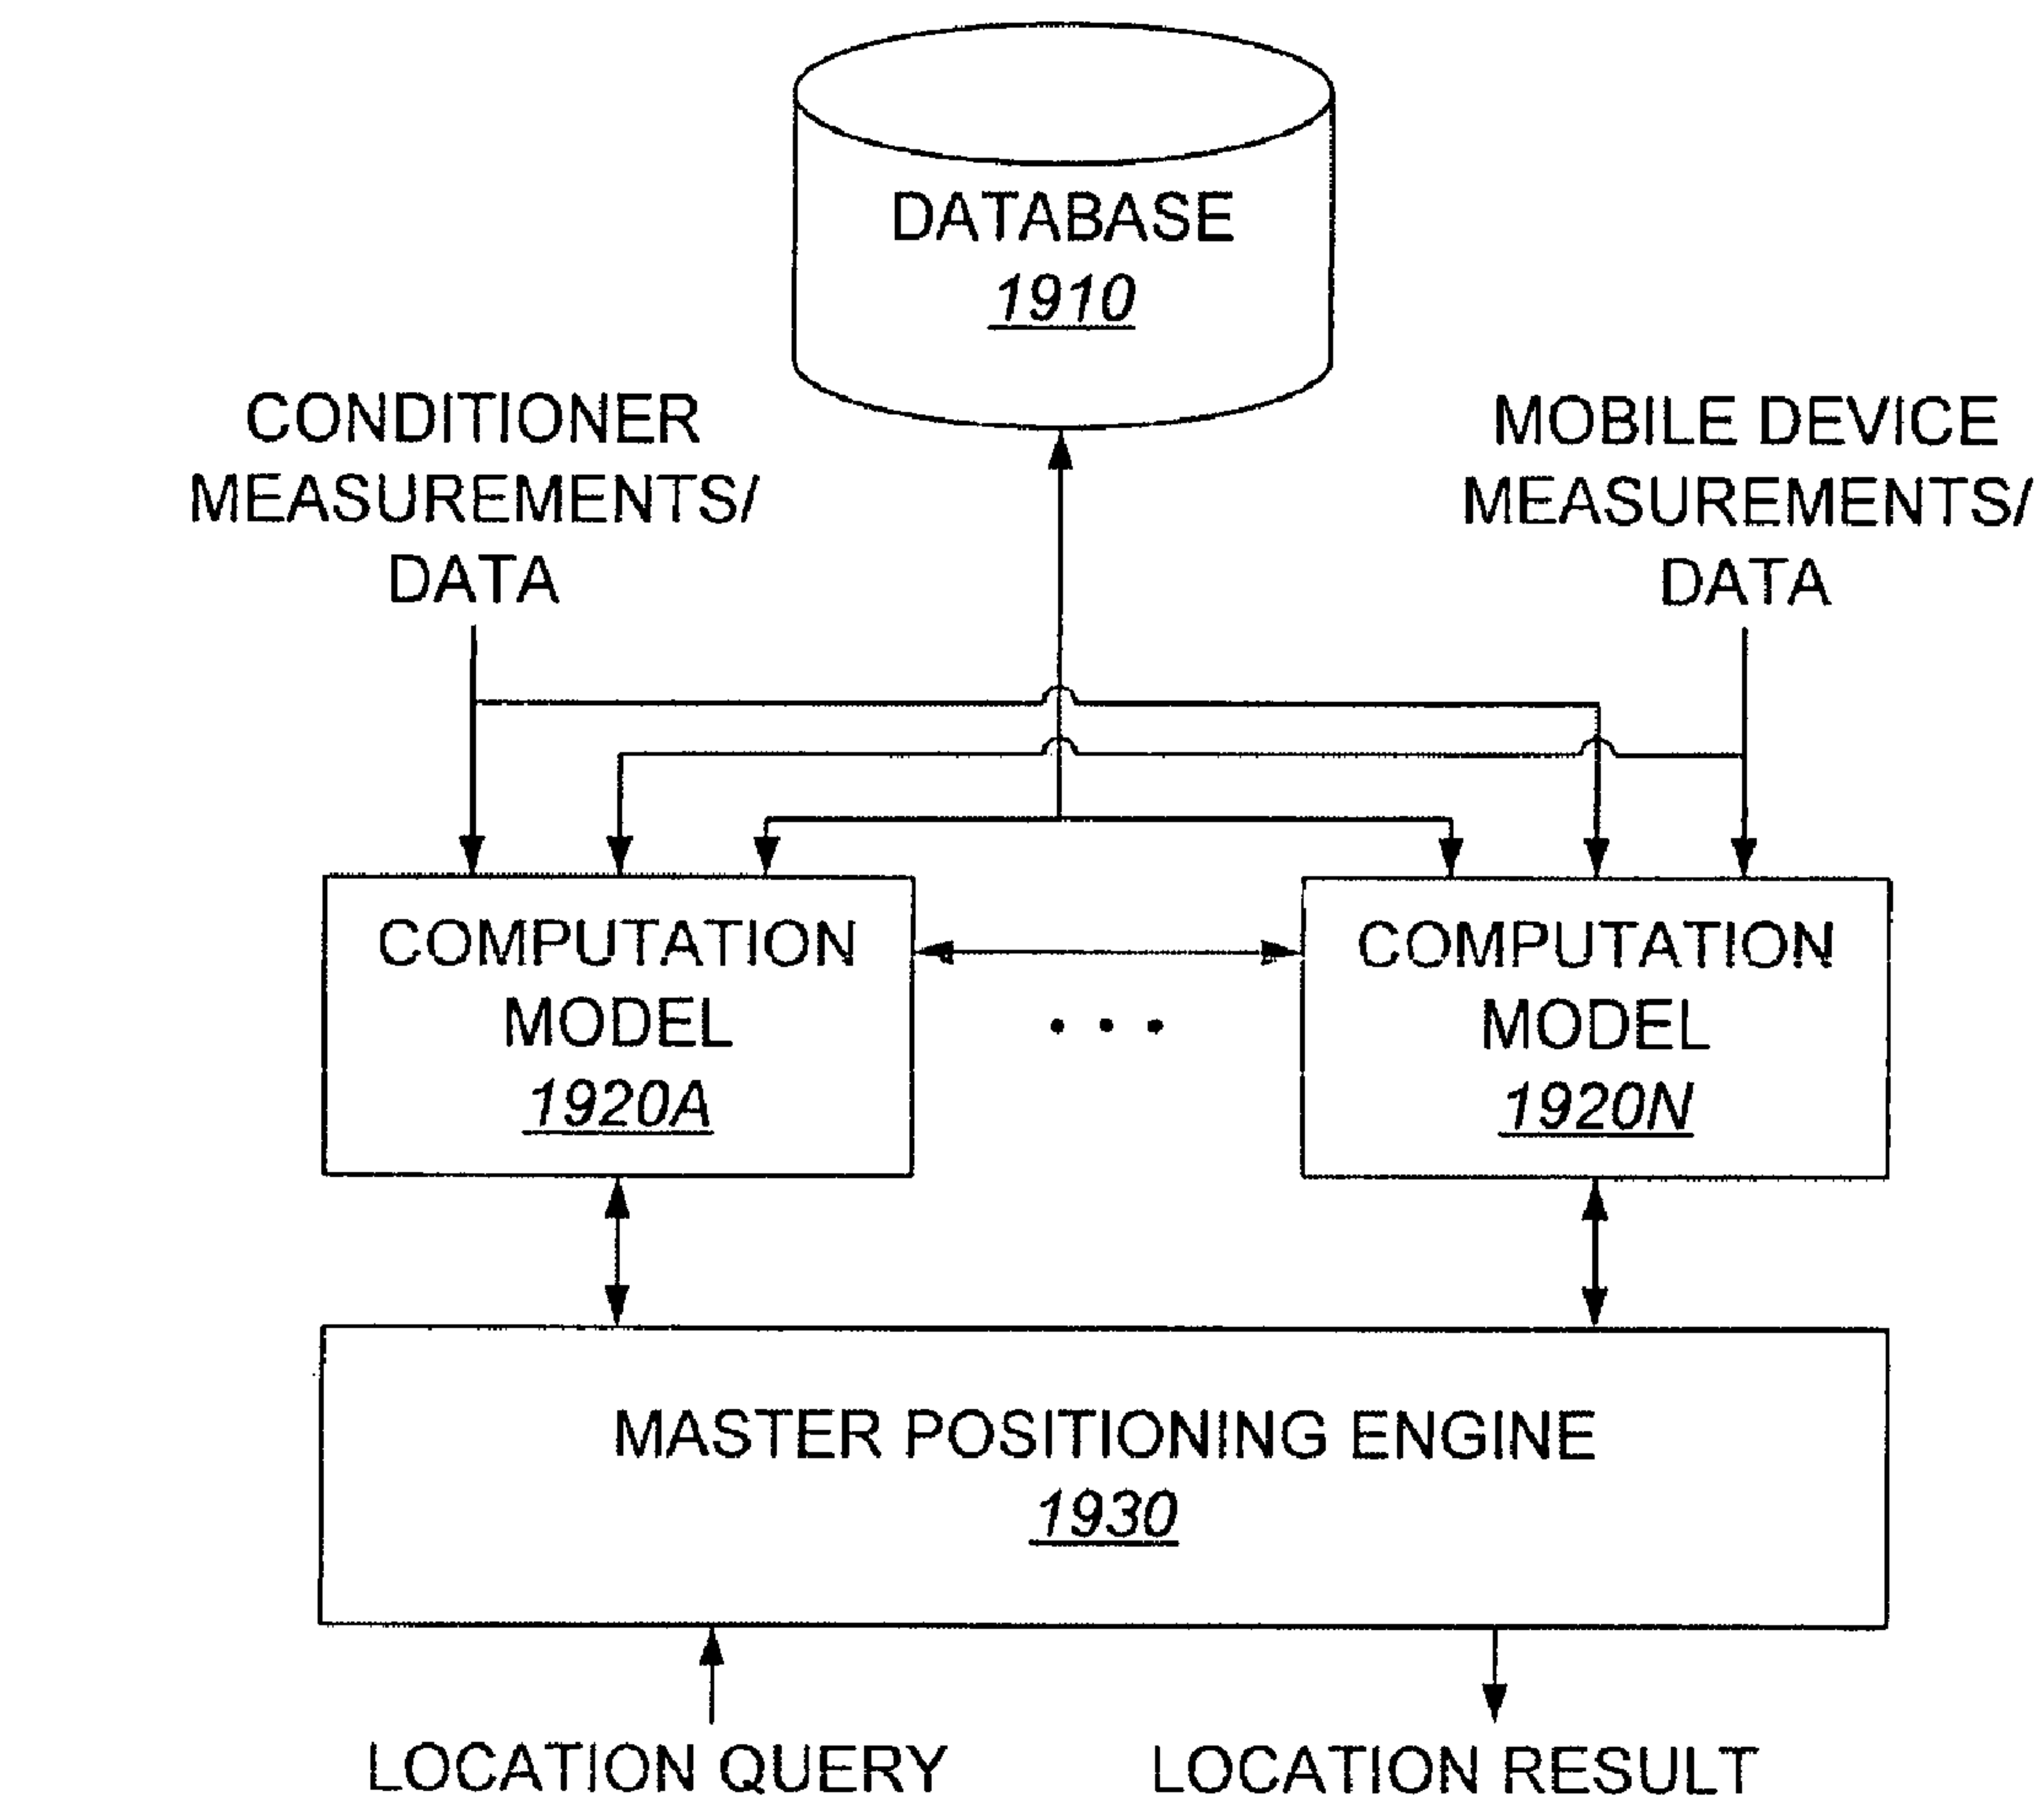 DATABASE
1910
CONDITIONER
MEASUREMENTS/
DATA
MOBILE DEVICE
MEASUREMENTS/
DATA
COMPUTATION
MODEL
1920A
. . .
COMPUTATION
MODEL
1920N
MASTER POSITIONING ENGINE
1930
LOCATION QUERY
LOCATION RESULT